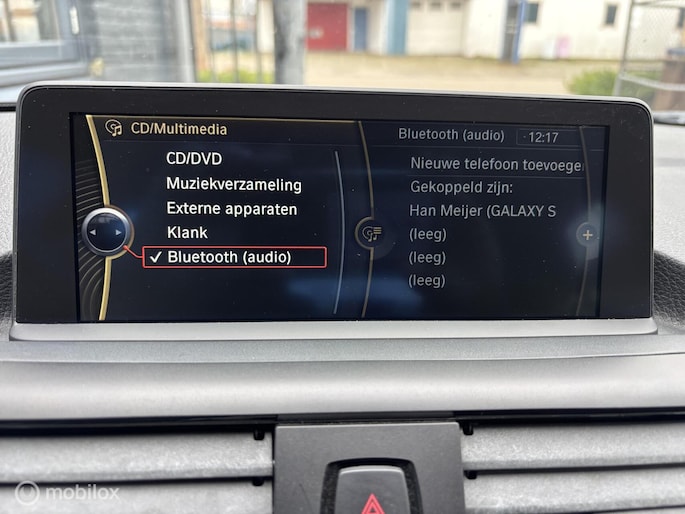 CD/Multimedia
Bluetooth (audio)
12:17
CD/DVD
Muziekverzameling
Externe apparaten
Klank
✓ Bluetooth (audio)
Nieuwe telefoon toevoege
Gekoppeld zijn:
Han Meijer (GALAXY S
(leeg)
(leeg)
(leeg)
mobilox